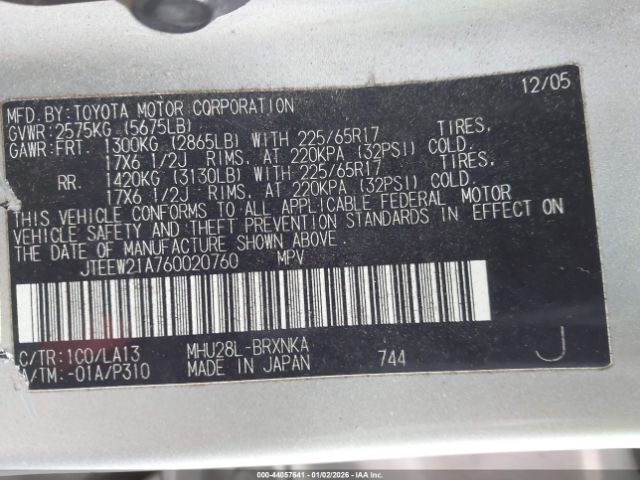 12/05
MFD.BY:TOYOTA MOTOR CORPORATION
GVWR:2575KG (5675LB)
GAWR:FRT. 1300KG (2865LB) WITH 225/65R17 TIRES,
17X6 1/2J RIMS, AT 220KPA (32PSI) COLD.
RR. 1420KG (3130LB) WITH 225/65R17 TIRES,
17X6 1/2J RIMS, AT 220KPA (32PSI) COLD.
THIS VEHICLE CONFORMS TO ALL APPLICABLE FEDERAL MOTOR
VEHICLE SAFETY AND THEFT PREVENTION STANDARDS IN EFFECT ON
THE DATE OF MANUFACTURE SHOWN ABOVE.
JTEEW21A760020760 MPV
C/TR:1C0/LA13 MHU28L-BRXNKA 744 J
A/TM:-01A/P310 MADE IN JAPAN
000-44057641 - 01/02/2026 - IAA Inc.